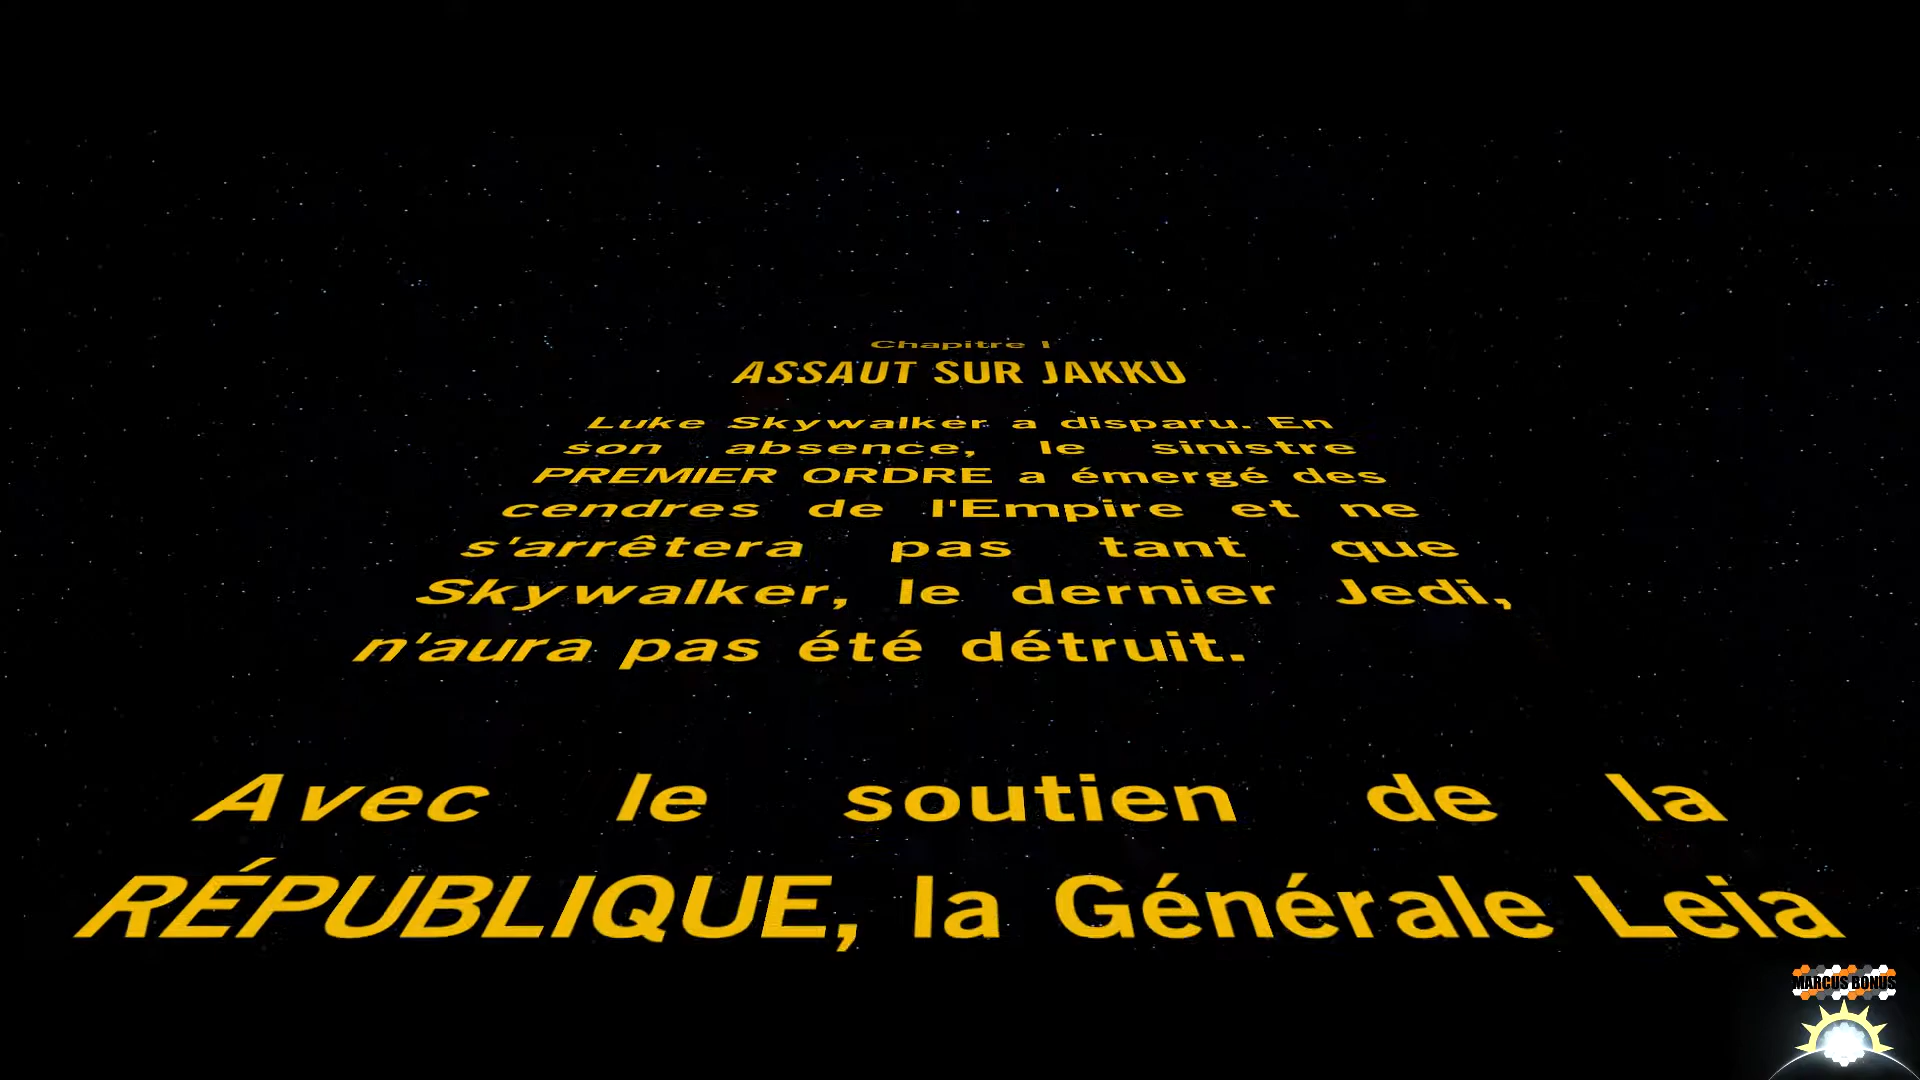 Chapitre I
ASSAUT SUR JAKKU
Luke Skywalker a disparu. En
son absence, le sinistre
PREMIER ORDRE a émergé des
cendres de l'Empire et ne
s'arrêtera pas tant que
Skywalker, le dernier Jedi,
n'aura pas été détruit.
Avec le soutien de la
RÉPUBLIQUE, la Générale Leia
MARCUS BONUS